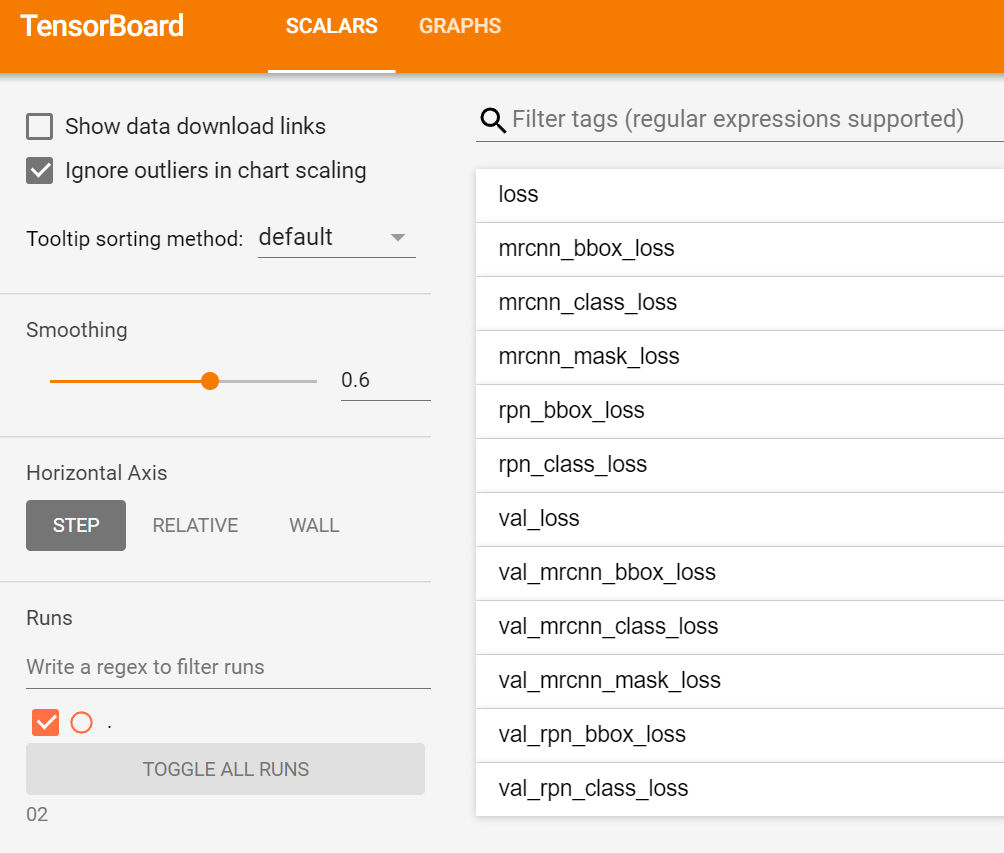 TensorBoard
SCALARS GRAPHS
Show data download links
Ignore outliers in chart scaling
Tooltip sorting method: default
Smoothing
0.6
Horizontal Axis
STEP RELATIVE WALL
Runs
Write a regex to filter runs
.
TOGGLE ALL RUNS
02
Filter tags (regular expressions supported)
loss
mrcnn_bbox_loss
mrcnn_class_loss
mrcnn_mask_loss
rpn_bbox_loss
rpn_class_loss
val_loss
val_mrcnn_bbox_loss
val_mrcnn_class_loss
val_mrcnn_mask_loss
val_rpn_bbox_loss
val_rpn_class_loss